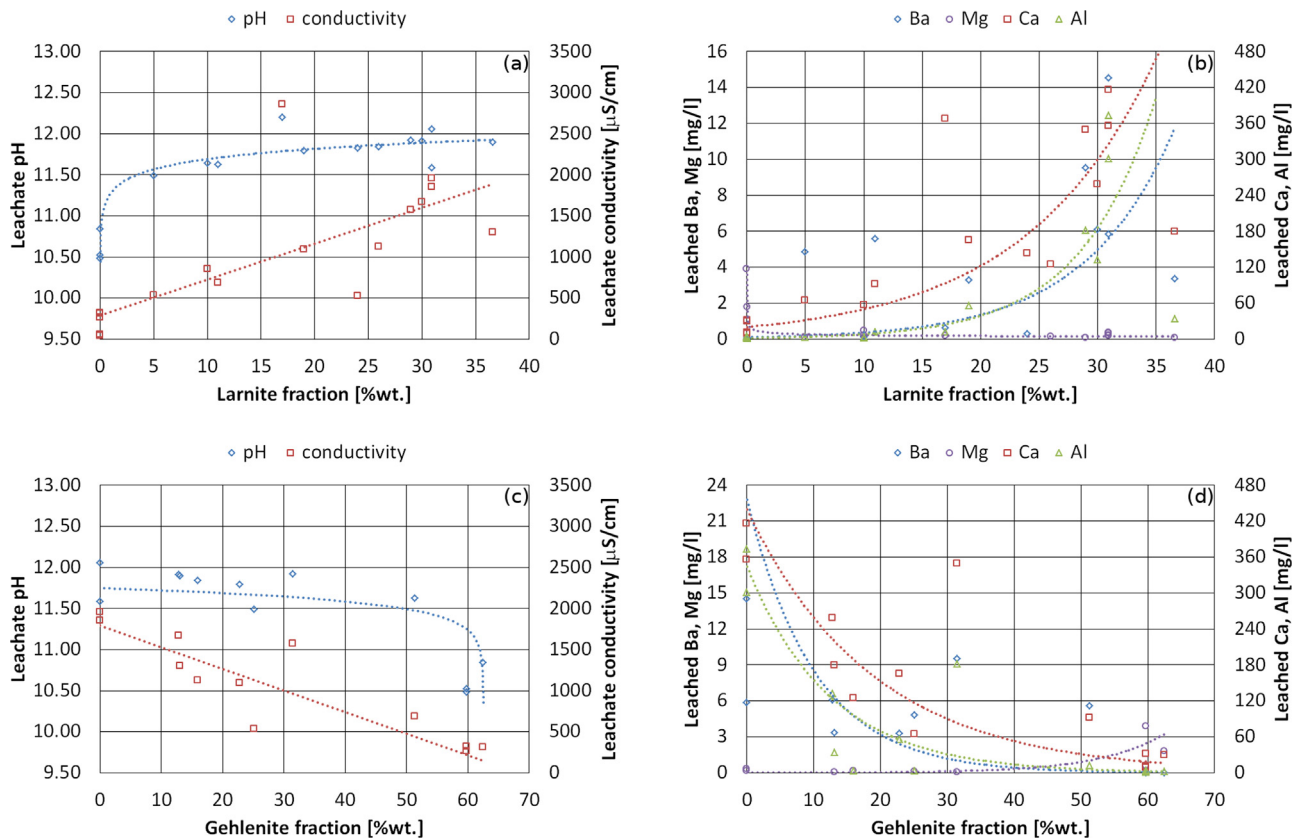 pH conductivity
(a)
13.00 12.50 12.00 11.50 11.00 10.50 10.00 9.50
Leachate pH
3500 3000 2500 2000 1500 1000 500 0
Leachate conductivity [µS/cm]
0 5 10 15 20 25 30 35 40
Larnite fraction [%wt.]
Ba Mg Ca Al
(b)
16 14 12 10 8 6 4 2 0
Leached Ba, Mg [mg/l]
480 420 360 300 240 180 120 60 0
Leached Ca, Al [mg/l]
0 5 10 15 20 25 30 35 40
Larnite fraction [%wt.]
pH conductivity
(c)
13.00 12.50 12.00 11.50 11.00 10.50 10.00 9.50
Leachate pH
3500 3000 2500 2000 1500 1000 500 0
Leachate conductivity [µS/cm]
0 10 20 30 40 50 60 70
Gehlenite fraction [%wt.]
Ba Mg Ca Al
(d)
24 21 18 15 12 9 6 3 0
Leached Ba, Mg [mg/l]
480 420 360 300 240 180 120 60 0
Leached Ca, Al [mg/l]
0 10 20 30 40 50 60 70
Gehlenite fraction [%wt.]